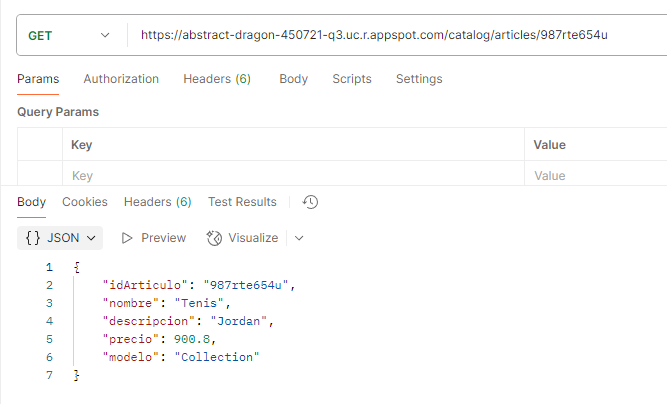 GET https://abstract-dragon-450721-q3.uc.r.appspot.com/catalog/articles/987rte654u
Params Authorization Headers (6) Body Scripts Settings
Query Params
Key Value
Key Value
Body Cookies Headers (6) Test Results
{} JSON Preview Visualize
1 {
2 "idArticulo": "987rte654u",
3 "nombre": "Tenis",
4 "descripcion": "Jordan",
5 "precio": 900.8,
6 "modelo": "Collection"
7 }